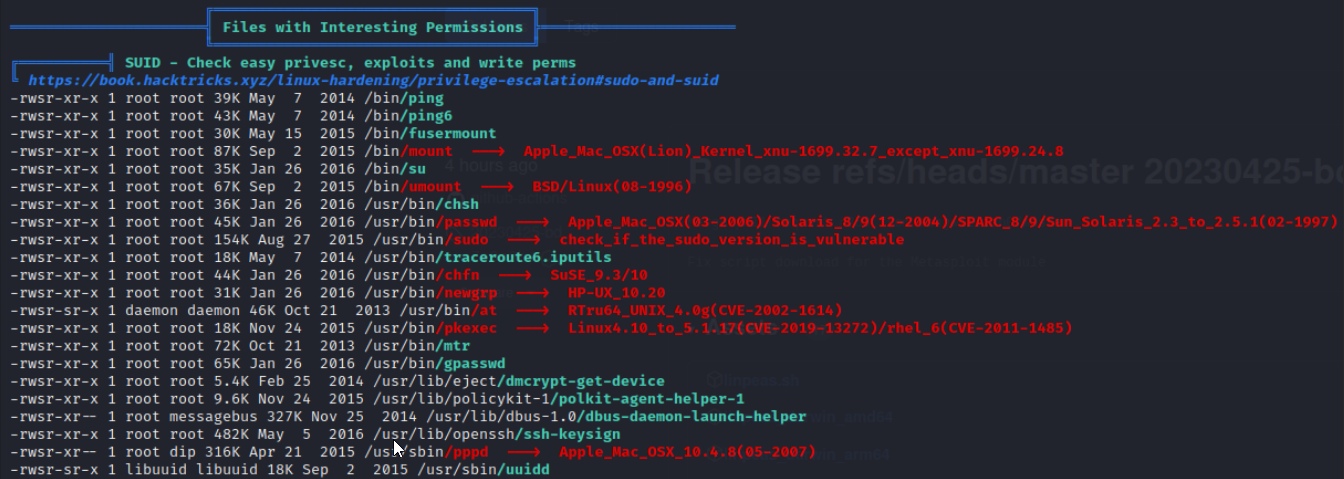 Files with Interesting Permissions
SUID - Check easy privesc, exploits and write perms
https://book.hacktricks.xyz/linux-hardening/privilege-escalation#sudo-and-suid
-rwsr-xr-x 1 root root 39K May  7  2014 /bin/ping
-rwsr-xr-x 1 root root 43K May  7  2014 /bin/ping6
-rwsr-xr-x 1 root root 30K May 15  2015 /bin/fusermount
-rwsr-xr-x 1 root root 87K Sep  2  2015 /bin/mount  --->  Apple_Mac_OSX(Lion)_Kernel_xnu-1699.32.7_except_xnu-1699.24.8
-rwsr-xr-x 1 root root 35K Jan 26  2016 /bin/su
-rwsr-xr-x 1 root root 67K Sep  2  2015 /bin/umount  --->  BSD/Linux(08-1996)
-rwsr-xr-x 1 root root 36K Jan 26  2016 /usr/bin/chsh
-rwsr-xr-x 1 root root 45K Jan 26  2016 /usr/bin/passwd  --->  Apple_Mac_OSX(03-2006)/Solaris_8/9(12-2004)/SPARC_8/9/Sun_Solaris_2.3_to_2.5.1(02-1997)
-rwsr-xr-x 1 root root 154K Aug 27  2015 /usr/bin/sudo  --->  check_if_the_sudo_version_is_vulnerable
-rwsr-xr-x 1 root root 18K May  7  2014 /usr/bin/traceroute6.iputils
-rwsr-xr-x 1 root root 44K Jan 26  2016 /usr/bin/chfn  --->  SuSE_9.3/10
-rwsr-xr-x 1 root root 31K Jan 26  2016 /usr/bin/newgrp  --->  HP-UX_10.20
-rwsr-sr-x 1 daemon daemon 46K Oct 21  2013 /usr/bin/at  --->  RTru64_UNIX_4.0g(CVE-2002-1614)
-rwsr-xr-x 1 root root 18K Nov 24  2015 /usr/bin/pkexec  --->  Linux4.10_to_5.1.17(CVE-2019-13272)/rhel_6(CVE-2011-1485)
-rwsr-xr-x 1 root root 72K Oct 21  2013 /usr/bin/mtr
-rwsr-xr-x 1 root root 65K Jan 26  2016 /usr/bin/gpasswd
-rwsr-xr-x 1 root root 5.4K Feb 25  2014 /usr/lib/eject/dmcrypt-get-device
-rwsr-xr-x 1 root root 9.6K Nov 24  2015 /usr/lib/policykit-1/polkit-agent-helper-1
-rwsr-xr-- 1 root messagebus 327K Nov 25  2014 /usr/lib/dbus-1.0/dbus-daemon-launch-helper
-rwsr-xr-x 1 root root 482K May  5  2016 /usr/lib/openssh/ssh-keysign
-rwsr-xr-- 1 root dip 316K Apr 21  2015 /usr/sbin/pppd  --->  Apple_Mac_OSX_10.4.8(05-2007)
-rwsr-sr-x 1 libuuid libuuid 18K Sep  2  2015 /usr/sbin/uuidd
Tags
4 hours ago
Release refs/heads/master 20230425-bo